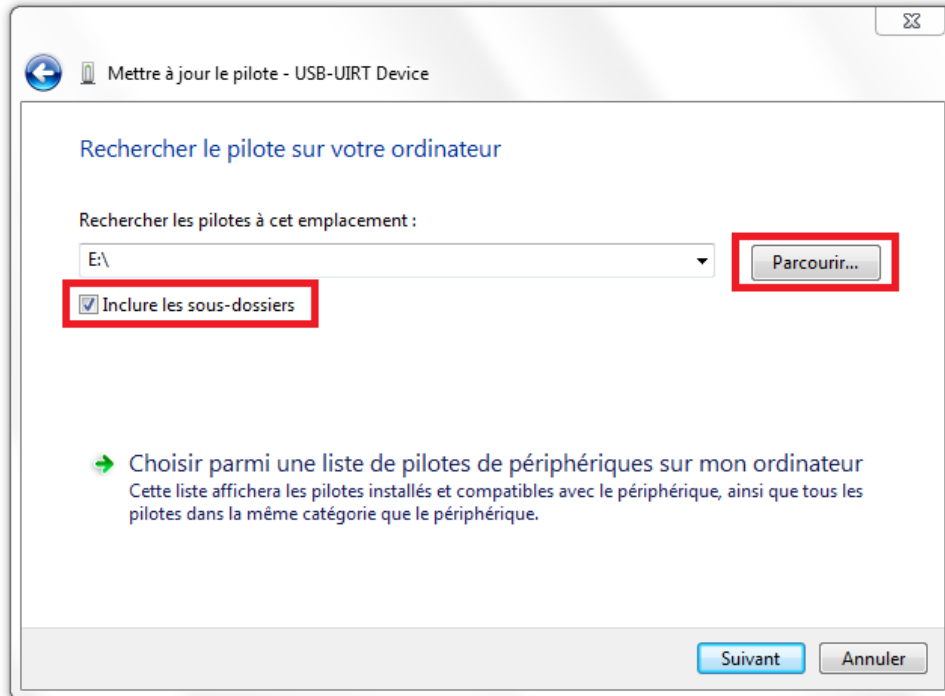 Mettre à jour le pilote - USB-UIRT Device
Rechercher le pilote sur votre ordinateur
Rechercher les pilotes à cet emplacement :
E:\
Parcourir...
Inclure les sous-dossiers
Choisir parmi une liste de pilotes de périphériques sur mon ordinateur
Cette liste affichera les pilotes installés et compatibles avec le périphérique, ainsi que tous les
pilotes dans la même catégorie que le périphérique.
Suivant
Annuler